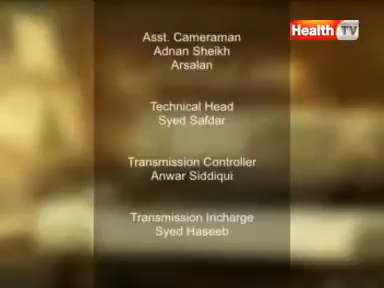 Health TV
Asst. Cameraman
Adnan Sheikh
Arsalan
Technical Head
Syed Safdar
Transmission Controller
Anwar Siddiqui
Transmission Incharge
Syed Haseeb